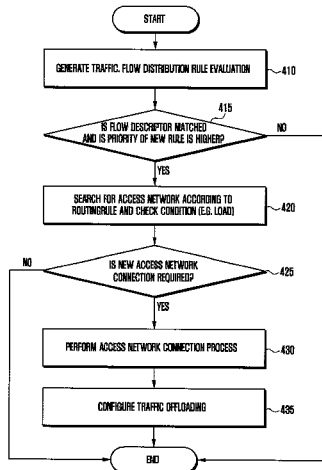 START
GENERATE TRAFFIC. FLOW DISTRIBUTION RULE EVALUATION
410
415
IS FLOW DESCRIPTOR MATCHED
AND IS PRIORITY OF NEW RULE IS HIGHER?
NO
YES
SEARCH FOR ACCESS NETWORK ACCORDING TO
ROUTINGRULE AND CHECK CONDITION (E.G. LOAD)
420
NO
IS NEW ACCESS NETWORK
CONNECTION REQUIRED?
425
YES
PERFORM ACCESS NETWORK CONNECTION PROCESS
430
CONFIGURE TRAFFIC OFFLOADING
435
END